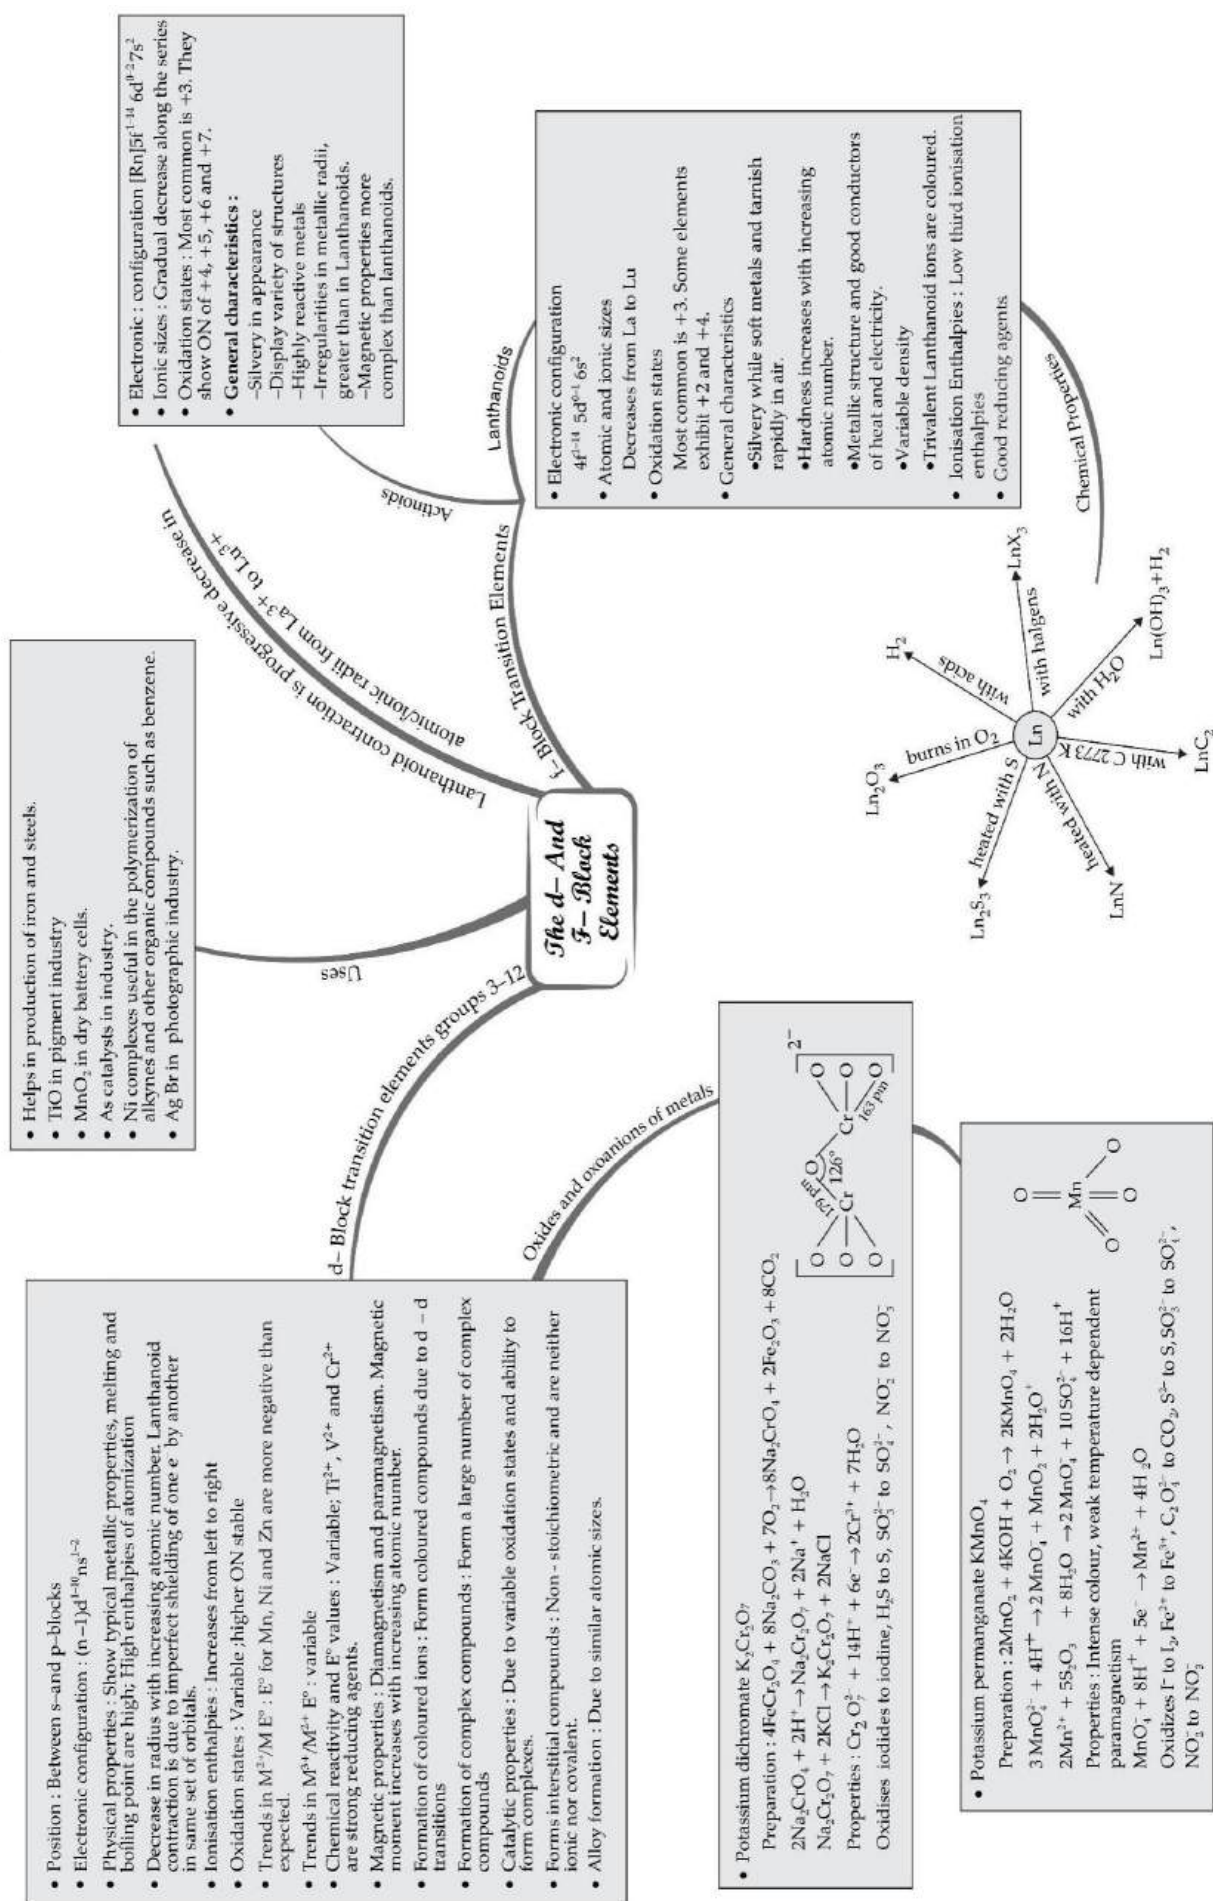 The d– And
F– Block
Elements
d– Block transition elements groups 3–12
• Position : Between s–and p–blocks
• Electronic configuration : (n–1)d¹⁻¹⁰ns¹⁻²
• Physical properties : Show typical metallic properties, melting and
boiling point are high; High enthalpies of atomization
• Decrease in radius with increasing atomic number. Lanthanoid
contraction is due to imperfect shielding of one e⁻ by another
in same set of orbitals.
• Ionisation enthalpies : Increases from left to right
• Oxidation states : Variable ;higher ON stable
• Trends in M²⁺/M E° : E° for Mn, Ni and Zn are more negative than
expected.
• Trends in M³⁺/M²⁺ E° : variable
• Chemical reactivity and E° values : Variable; Ti²⁺, V²⁺ and Cr²⁺
are strong reducing agents.
• Magnetic properties : Diamagnetism and paramagnetism. Magnetic
moment increases with increasing atomic number.
• Formation of coloured ions : Form coloured compounds due to d – d
transitions
• Formation of complex compounds : Form a large number of complex
compounds
• Catalytic properties : Due to variable oxidation states and ability to
form complexes.
• Forms interstitial compounds : Non - stoichiometric and are neither
ionic nor covalent.
• Alloy formation : Due to similar atomic sizes.
Oxides and oxoanions of metals
• Potassium dichromate K₂Cr₂O₇
Preparation : 4FeCr₂O₄ + 8Na₂CO₃ + 7O₂→8Na₂CrO₄ + 2Fe₂O₃ + 8CO₂
2Na₂CrO₄ + 2H⁺→Na₂Cr₂O₇ + 2Na⁺ + H₂O
Na₂Cr₂O₇ + 2KCl→K₂Cr₂O₇ + 2NaCl
Properties : Cr₂O₇²⁻ + 14H⁺ + 6e⁻→2Cr³⁺ + 7H₂O
Oxidises iodides to iodine, H₂S to S, SO₃²⁻ to SO₄²⁻, NO₂⁻ to NO₃⁻
2–
O O O Cr O Cr O O O
179 pm
126°
163 pm
• Potassium permanganate KMnO₄
Preparation : 2MnO₂ + 4KOH + O₂→ 2KMnO₄ + 2H₂O
3 MnO₄²⁻ + 4H⁺→2 MnO₄⁻ + MnO₂ + 2H₂O⁺
2Mn²⁺ + 5S₂O₃ + 8H₂O →2 MnO₄⁻ + 10SO₄²⁻ + 16H⁺
Properties : Intense colour, weak temperature dependent
paramagnetism
MnO₄⁻ + 8H⁺ + 5e⁻ →Mn²⁺ + 4H₂O
Oxidizes I⁻ to I₂, Fe²⁺ to Fe³⁺, C₂O₄²⁻ to CO₂, S²⁻ to S, SO₃²⁻ to SO₄²⁻,
NO₂⁻ to NO₃⁻
O
O Mn O
O
Uses
• Helps in production of iron and steels.
• TiO in pigment industry
• MnO₂ in dry battery cells.
• As catalysts in industry.
• Ni complexes useful in the polymerization of
alkynes and other organic compounds such as benzene.
• Ag Br in photographic industry.
Lanthanoid contraction is progressive decrease in
atomic/ionic radii from La³⁺ to Lu³⁺
f– Block Transition Elements
Actinoids
• Electronic : configuration [Rn]5f¹⁻¹⁴ 6d⁰⁻²7s²
• Ionic sizes : Gradual decrease along the series
• Oxidation states : Most common is +3. They
show ON of +4, +5, +6 and +7.
• General characteristics :
–Silvery in appearance
–Display variety of structures
–Highly reactive metals
–Irregularities in metallic radii,
greater than in Lanthanoids.
–Magnetic properties more
complex than lanthanoids.
Lanthanoids
• Electronic configuration
4f¹⁻¹⁴ 5d⁰⁻¹ 6s²
• Atomic and ionic sizes
Decreases from La to Lu
• Oxidation states
Most common is +3. Some elements
exhibit +2 and +4.
• General characteristics
•Silvery while soft metals and tarnish
rapidly in air.
•Hardness increases with increasing
atomic number.
•Metallic structure and good conductors
of heat and electricity.
•Variable density
•Trivalent Lanthanoid ions are coloured.
• Ionisation Enthalpies : Low third ionisation
enthalpies
• Good reducing agents
Chemical Properties
Ln
Ln₂S₃
heated with S
Ln₂O₃
burns in O₂
H₂
with acids
LnX₃
with halgens
Ln(OH)₃+H₂
with H₂O
LnC₂
with C 2773 K
LnN
heated with N